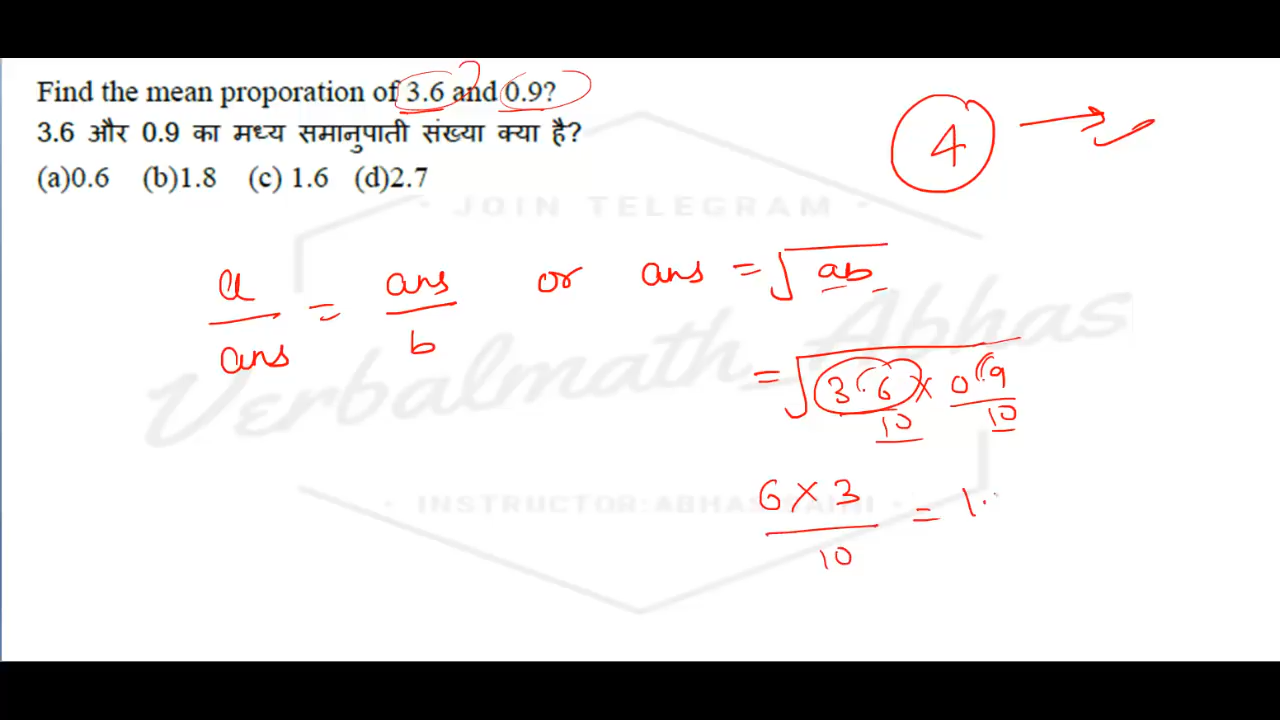 Find the mean proporation of 3.6 and 0.9?
3.6 और 0.9 का मध्य समानुपाती संख्या क्या है?
(a)0.6 (b)1.8 (c) 1.6 (d)2.7
4
· JOIN TELEGRAM ·
a/ans = ans/b or ans = √ab
= √3.6/10 × 0.9/10
Verbalmath_Abhas
· INSTRUCTOR:ABHAS SAINI ·
6 × 3/10 = 1.